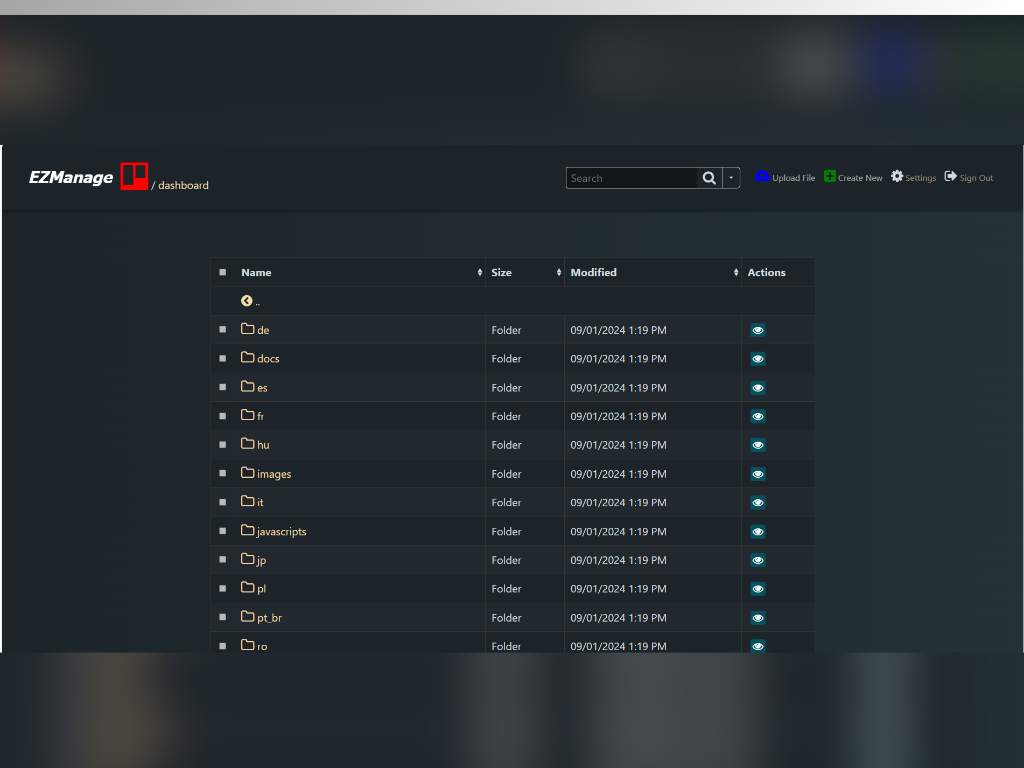 EZManage / dashboard Search Upload File Create New Settings Sign Out
Name Size Modified Actions
..
de Folder 09/01/2024 1:19 PM
docs Folder 09/01/2024 1:19 PM
es Folder 09/01/2024 1:19 PM
fr Folder 09/01/2024 1:19 PM
hu Folder 09/01/2024 1:19 PM
images Folder 09/01/2024 1:19 PM
it Folder 09/01/2024 1:19 PM
javascripts Folder 09/01/2024 1:19 PM
jp Folder 09/01/2024 1:19 PM
pl Folder 09/01/2024 1:19 PM
pt_br Folder 09/01/2024 1:19 PM
ro Folder 09/01/2024 1:19 PM